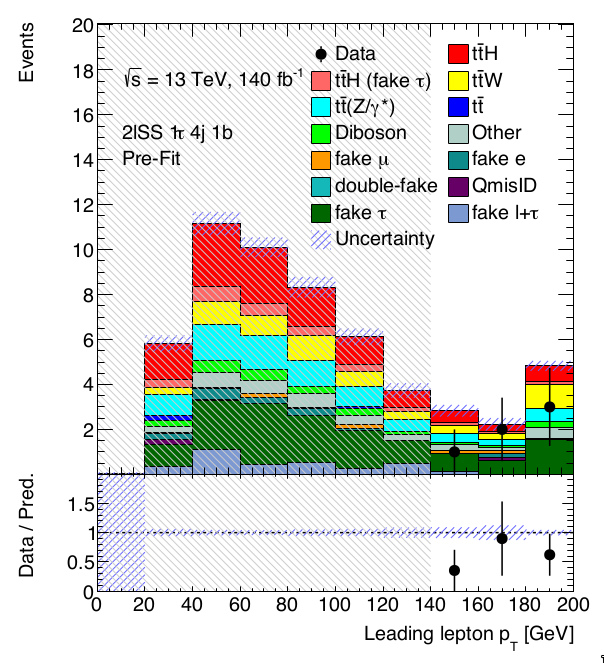 Events
20
18
16
14
12
10
8
6
4
2
√s = 13 TeV, 140 fb⁻¹
2lSS 1τ 4j 1b
Pre-Fit
Data
tt̄H
tt̄H (fake τ)
tt̄W
tt̄(Z/γ*)
tt̄
Diboson
Other
fake μ
fake e
double-fake
QmisID
fake τ
fake l+τ
Uncertainty
Data / Pred.
1.5
1
0.5
0
0 20 40 60 80 100 120 140 160 180 200
Leading lepton p_T [GeV]